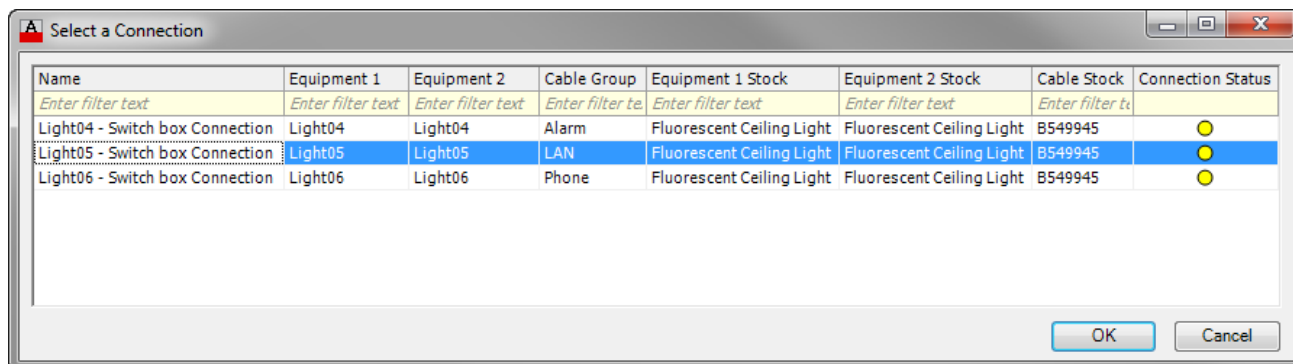 Select a Connection
Name Equipment 1 Equipment 2 Cable Group Equipment 1 Stock Equipment 2 Stock Cable Stock Connection Status
Enter filter text Enter filter text Enter filter text Enter filter te Enter filter text Enter filter text Enter filter te
Light04 - Switch box Connection Light04 Light04 Alarm Fluorescent Ceiling Light Fluorescent Ceiling Light B549945
Light05 - Switch box Connection Light05 Light05 LAN Fluorescent Ceiling Light Fluorescent Ceiling Light B549945
Light06 - Switch box Connection Light06 Light06 Phone Fluorescent Ceiling Light Fluorescent Ceiling Light B549945
OK Cancel